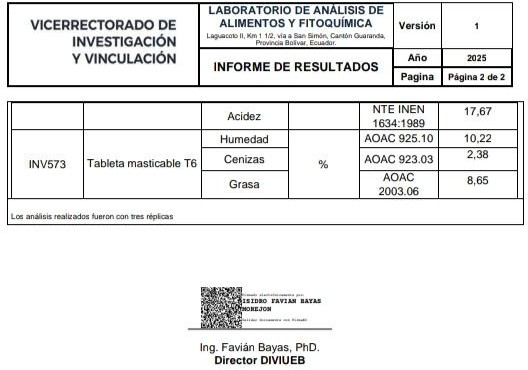 VICERRECTORADO DE
INVESTIGACIÓN
Y VINCULACIÓN
LABORATORIO DE ANÁLISIS DE
ALIMENTOS Y FITOQUÍMICA
Laguacoto II, Km 1 1/2, vía a San Simón, Cantón Guaranda,
Provincia Bolívar, Ecuador.
INFORME DE RESULTADOS
Versión 1
Año 2025
Pagina Página 2 de 2
Acidez NTE INEN 17,67
1634:1989
Humedad AOAC 925.10 10,22
INV573 Tableta masticable T6 Cenizas % AOAC 923.03 2,38
Grasa AOAC 8,65
2003.06
Los análisis realizados fueron con tres réplicas
Firmado electrónicamente por:
ISIDRO FAVIAN BAYAS
MOREJON
Validar únicamente con FirmaEC
Ing. Favián Bayas, PhD.
Director DIVIUEB